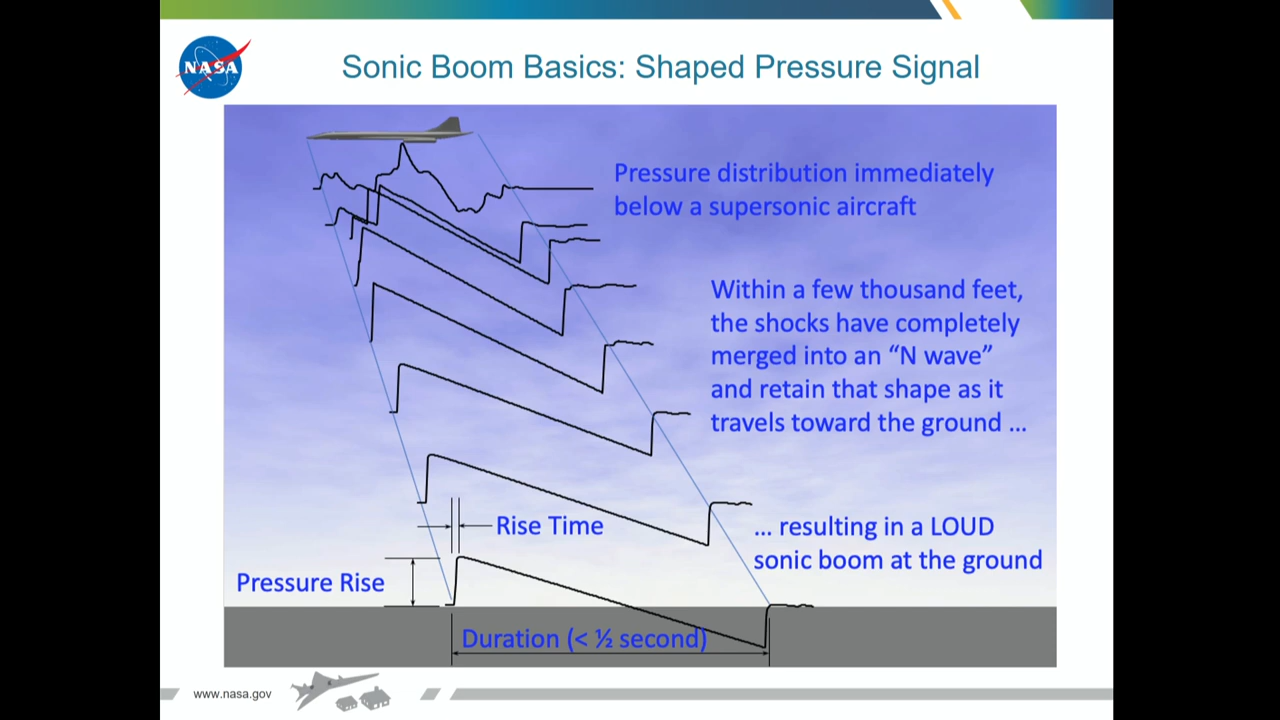 NASA
Sonic Boom Basics: Shaped Pressure Signal
Pressure distribution immediately
below a supersonic aircraft
Within a few thousand feet,
the shocks have completely
merged into an “N wave”
and retain that shape as it
travels toward the ground ...
Rise Time
... resulting in a LOUD
sonic boom at the ground
Pressure Rise
Duration (< ½ second)
www.nasa.gov